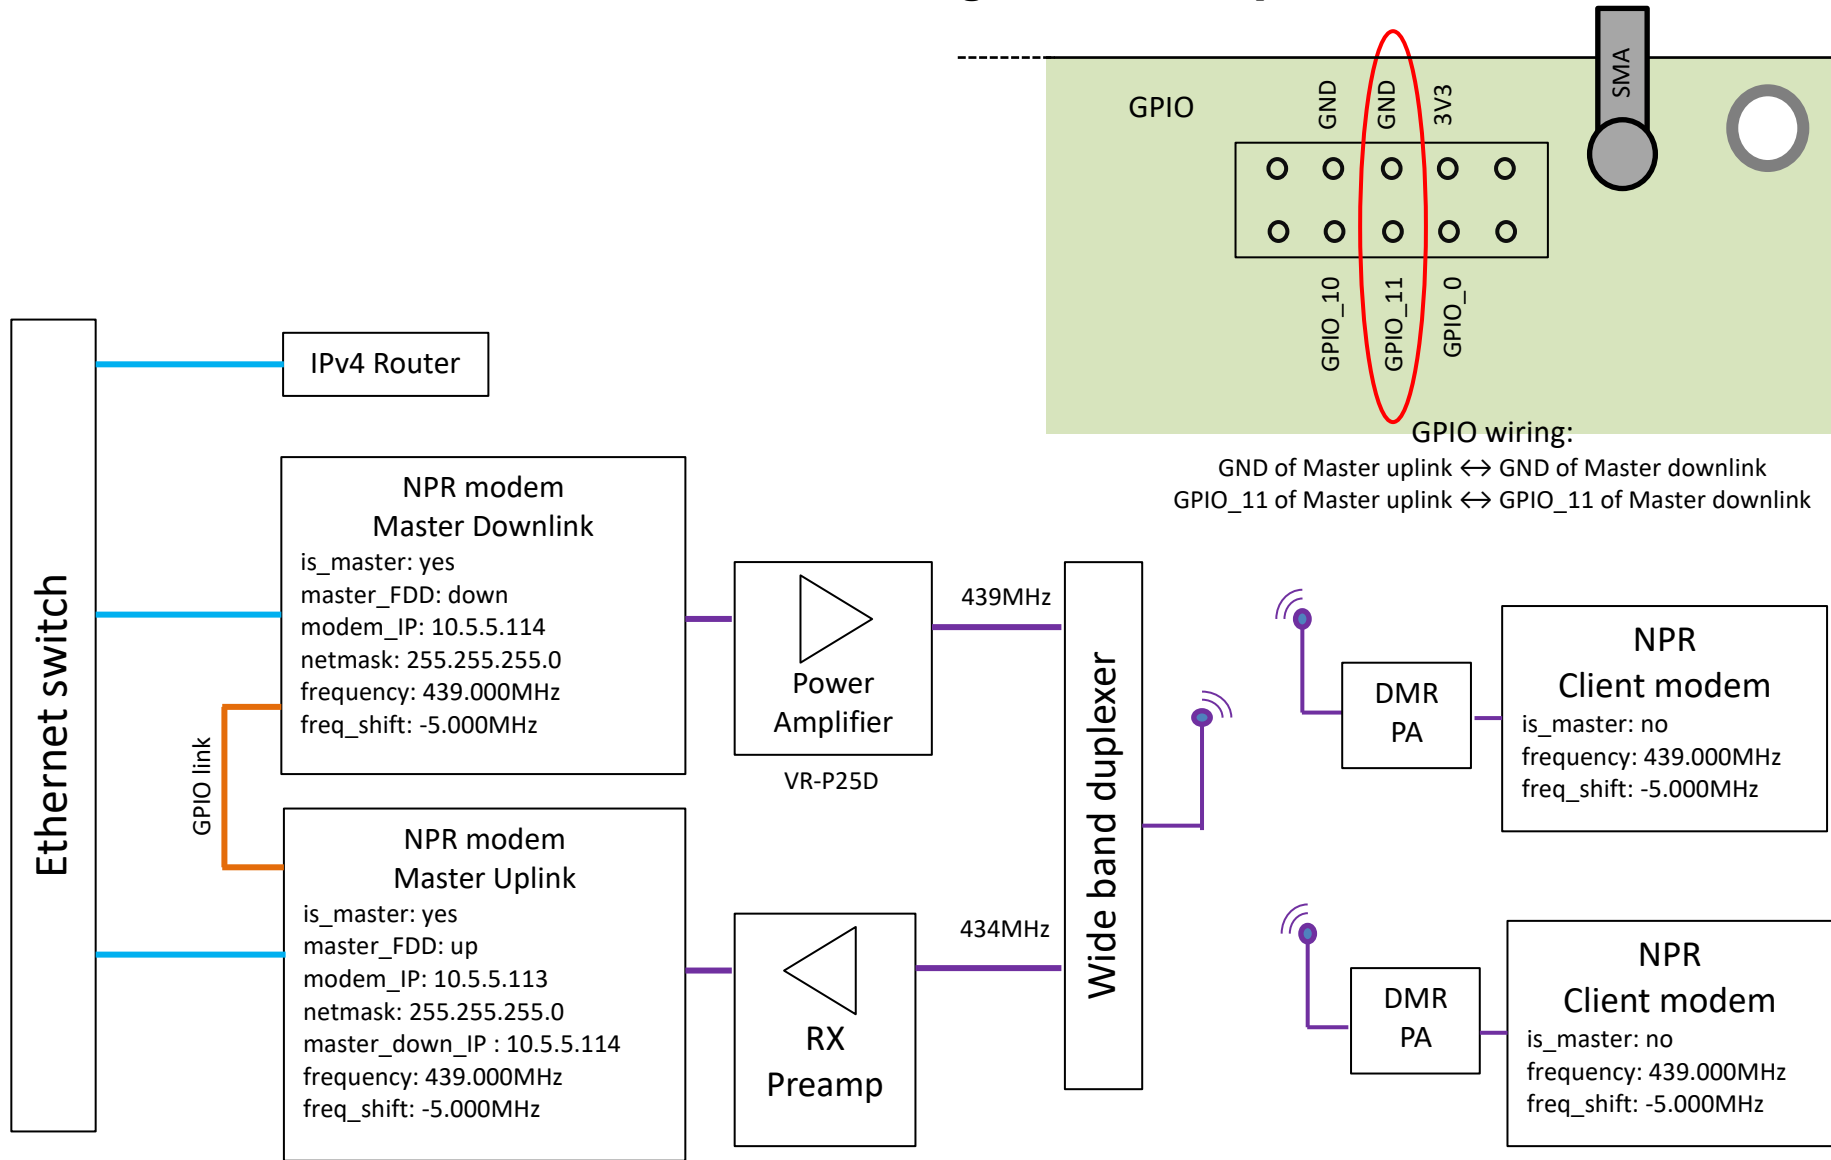 SMA
GPIO
GND
GND
3V3
GPIO_10
GPIO_11
GPIO_0
GPIO wiring:
GND of Master uplink ↔ GND of Master downlink
GPIO_11 of Master uplink ↔ GPIO_11 of Master downlink
Ethernet switch
IPv4 Router
NPR modem
Master Downlink
is_master: yes
master_FDD: down
modem_IP: 10.5.5.114
netmask: 255.255.255.0
frequency: 439.000MHz
freq_shift: -5.000MHz
GPIO link
NPR modem
Master Uplink
is_master: yes
master_FDD: up
modem_IP: 10.5.5.113
netmask: 255.255.255.0
master_down_IP : 10.5.5.114
frequency: 439.000MHz
freq_shift: -5.000MHz
Power
Amplifier
VR-P25D
439MHz
RX
Preamp
434MHz
Wide band duplexer
DMR
PA
NPR
Client modem
is_master: no
frequency: 439.000MHz
freq_shift: -5.000MHz
DMR
PA
NPR
Client modem
is_master: no
frequency: 439.000MHz
freq_shift: -5.000MHz